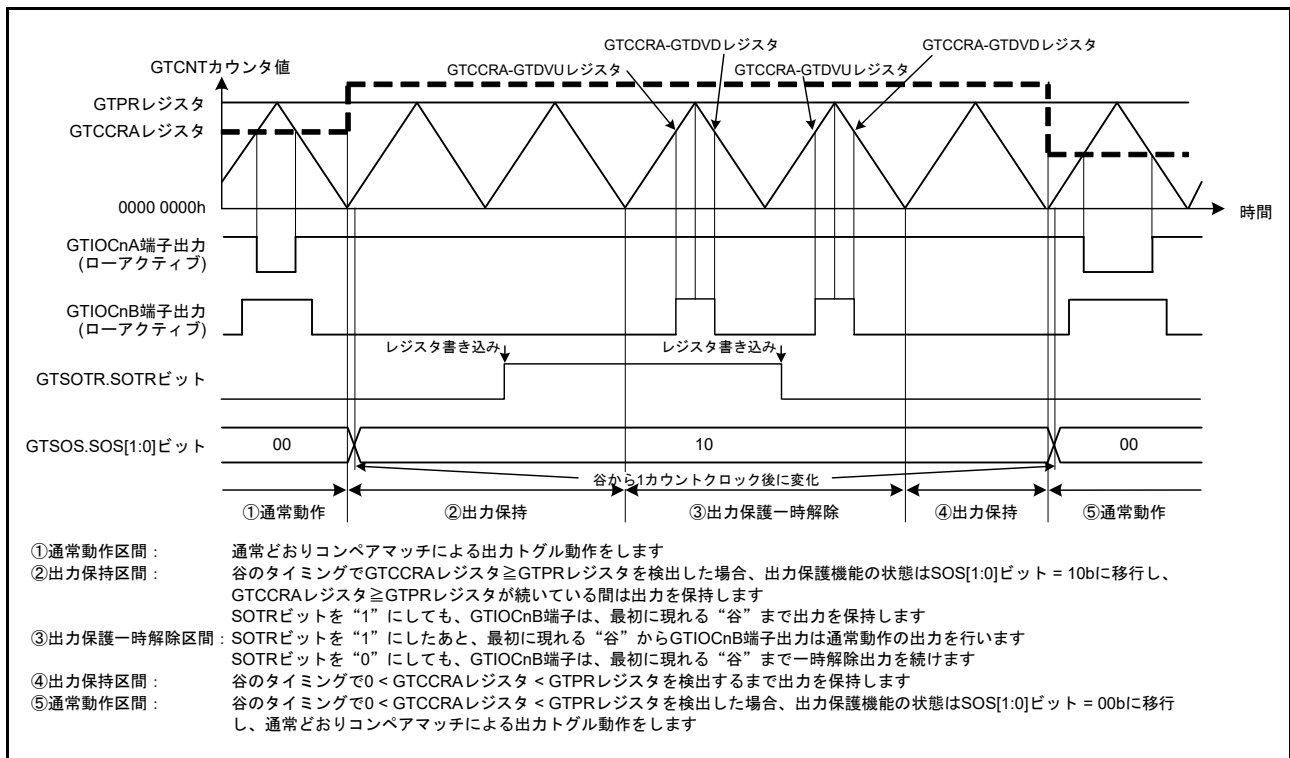 GTCCRA-GTDVDレジスタ
GTCCRA-GTDVDレジスタ
GTCNTカウンタ値
GTCCRA-GTDVUレジスタ
GTCCRA-GTDVUレジスタ
GTPRレジスタ
GTCCRAレジスタ
0000 0000h
時間
GTIOCnA端子出力
(ローアクティブ)
GTIOCnB端子出力
(ローアクティブ)
レジスタ書き込み
レジスタ書き込み
GTSOTR.SOTRビット
GTSOS.SOS[1:0]ビット
00
10
00
谷から1カウントクロック後に変化
①通常動作
②出力保持
③出力保護一時解除
④出力保持
⑤通常動作
①通常動作区間： 通常どおりコンペアマッチによる出力トグル動作をします
②出力保持区間： 谷のタイミングでGTCCRAレジスタ≧GTPRレジスタを検出した場合、出力保護機能の状態はSOS[1:0]ビット = 10bに移行し、
GTCCRAレジスタ≧GTPRレジスタが続いている間は出力を保持します
SOTRビットを“1”にしても、GTIOCnB端子は、最初に現れる“谷”まで出力を保持します
③出力保護一時解除区間：SOTRビットを“1”にしたあと、最初に現れる“谷”からGTIOCnB端子出力は通常動作の出力を行います
SOTRビットを“0”にしても、GTIOCnB端子は、最初に現れる“谷”まで一時解除出力を続けます
④出力保持区間： 谷のタイミングで0 < GTCCRAレジスタ < GTPRレジスタを検出するまで出力を保持します
⑤通常動作区間： 谷のタイミングで0 < GTCCRAレジスタ < GTPRレジスタを検出した場合、出力保護機能の状態はSOS[1:0]ビット = 00bに移行
し、通常どおりコンペアマッチによる出力トグル動作をします